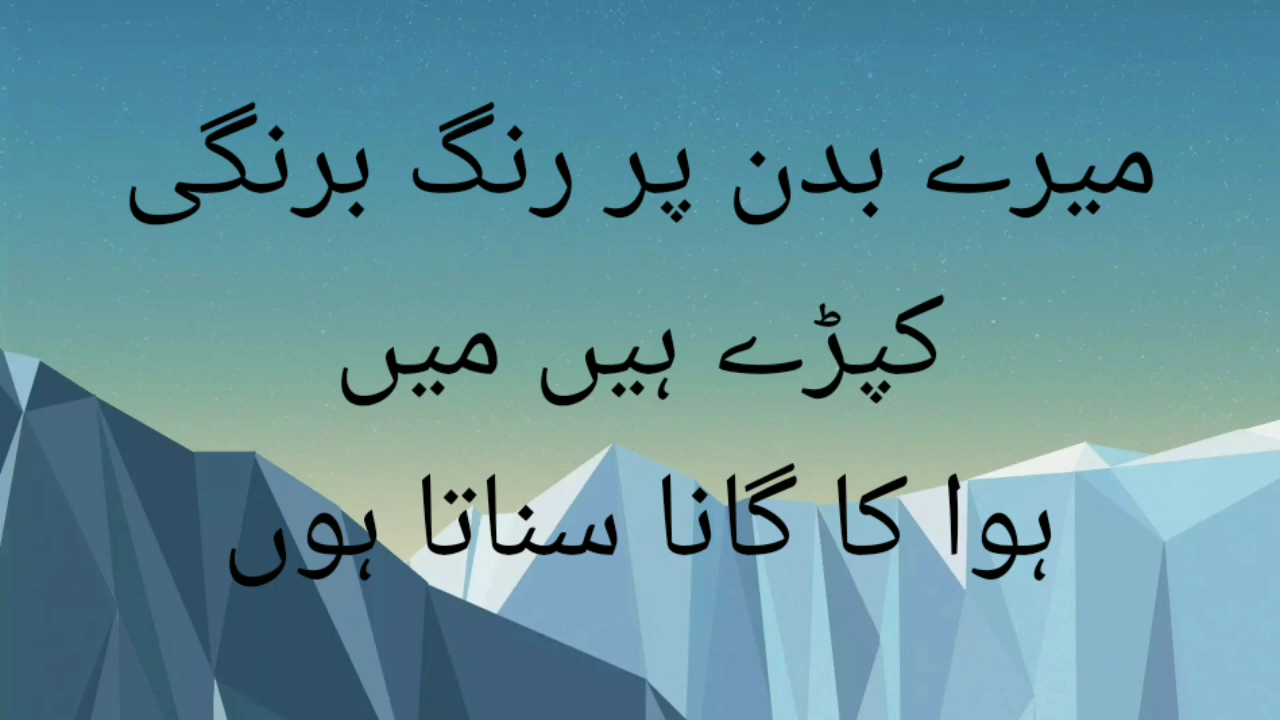 میرے بدن پر رنگ برنگی
کپڑے ہیں میں
ہوا کا گانا سناتا ہوں